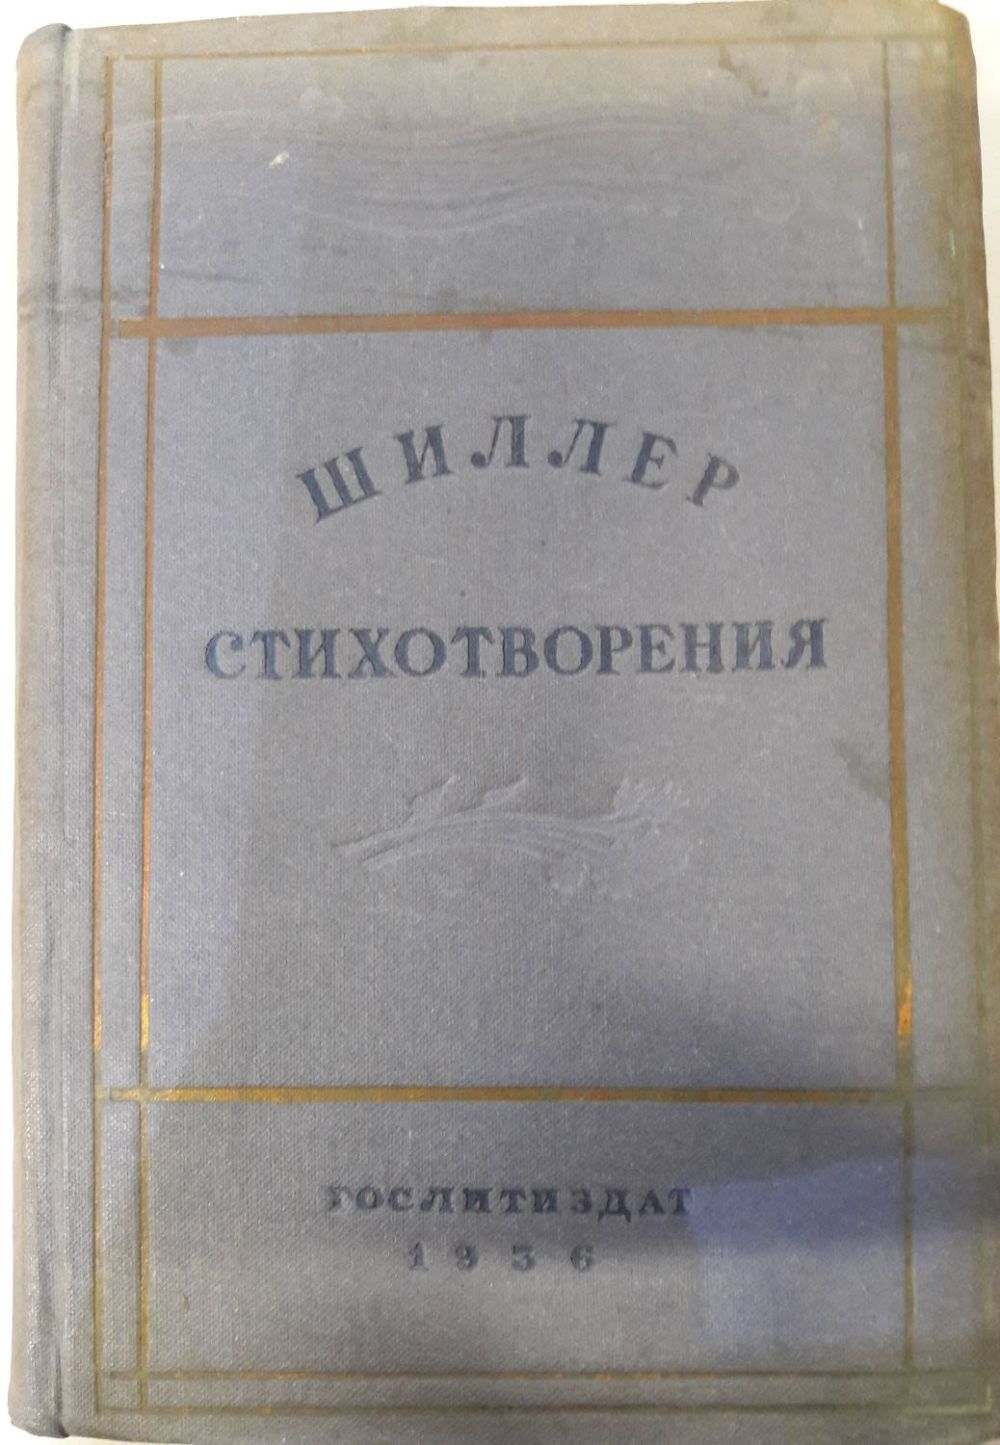 ШИЛЛЕР
СТИХОТВОРЕНИЯ
ГОСЛИТИЗДАТ
1936